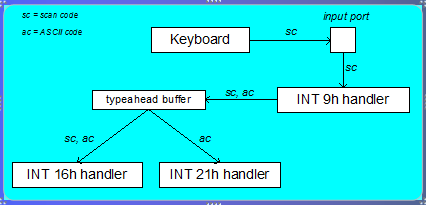 sc = scan code
input port
ac = ASCII code
Keyboard
sc
sc
sc, ac
typeahead buffer
INT 9h handler
sc, ac
ac
INT 16h handler
INT 21h handler